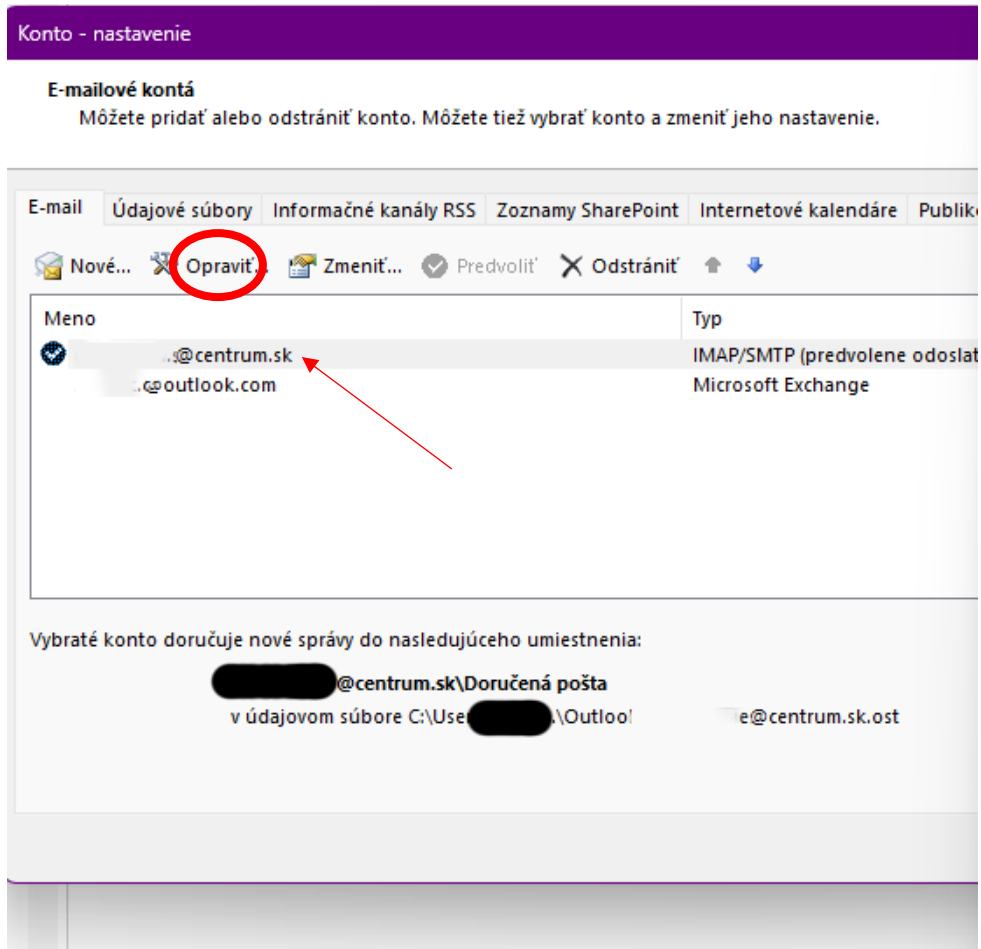 Konto - nastavenie
E-mailové kontá
Môžete pridať alebo odstrániť konto. Môžete tiež vybrať konto a zmeniť jeho nastavenie.
E-mail Údajové súbory Informačné kanály RSS Zoznamy SharePoint Internetové kalendáre
Nové... Opraviť... Zmeniť... Predvoliť Odstrániť
Meno Typ
@centrum.sk IMAP/SMTP (predvolene
outlook.com Microsoft Exchange
Vybraté konto doručuje nové správy do nasledujúceho umiestnenia:
@centrum.sk\Doručená pošta
v údajovom súbore e@centrum.sk.ost